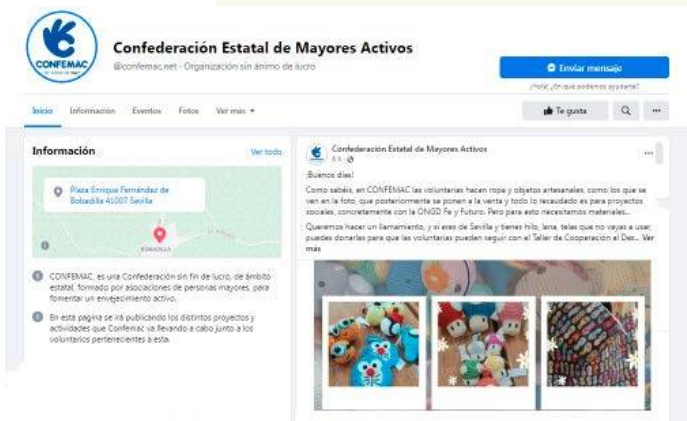 CONFEMAC
Confederación Estatal de Mayores Activos
@confemac.net · Organización sin ánimo de lucro
Enviar mensaje
¡Hola! ¿En qué podemos ayudarte?
Inicio Información Eventos Fotos Ver más
Te gusta
Información Ver todo
Plaza Enrique Fernández de
Bobadilla 41007 Sevilla
BOBADILLA
CONFEMAC, es una Confederación sin fin de lucro, de ámbito
estatal, formado por asociaciones de personas mayores, para
fomentar un envejecimiento activo.
En esta página se irá publicando los distintos proyectos y
actividades que Confemac va llevando a cabo junto a los
voluntarios pertenecientes a esta.
Confederación Estatal de Mayores Activos
¡Buenos días!
Como sabéis, en CONFEMAC las voluntarias hacen ropa y objetos artesanales, como los que se
ven en la foto, que posteriormente se ponen a la venta y todo lo recaudado es para proyectos
sociales, concretamente con la ONGD Fe y Futuro. Pero para esto necesitamos materiales...
Queremos hacer un llamamiento, y si eres de Sevilla y tienes hilo, lana, telas que no vayas a usar,
puedes donarlas para que las voluntarias puedan seguir con el Taller de Cooperación al Des... Ver
más